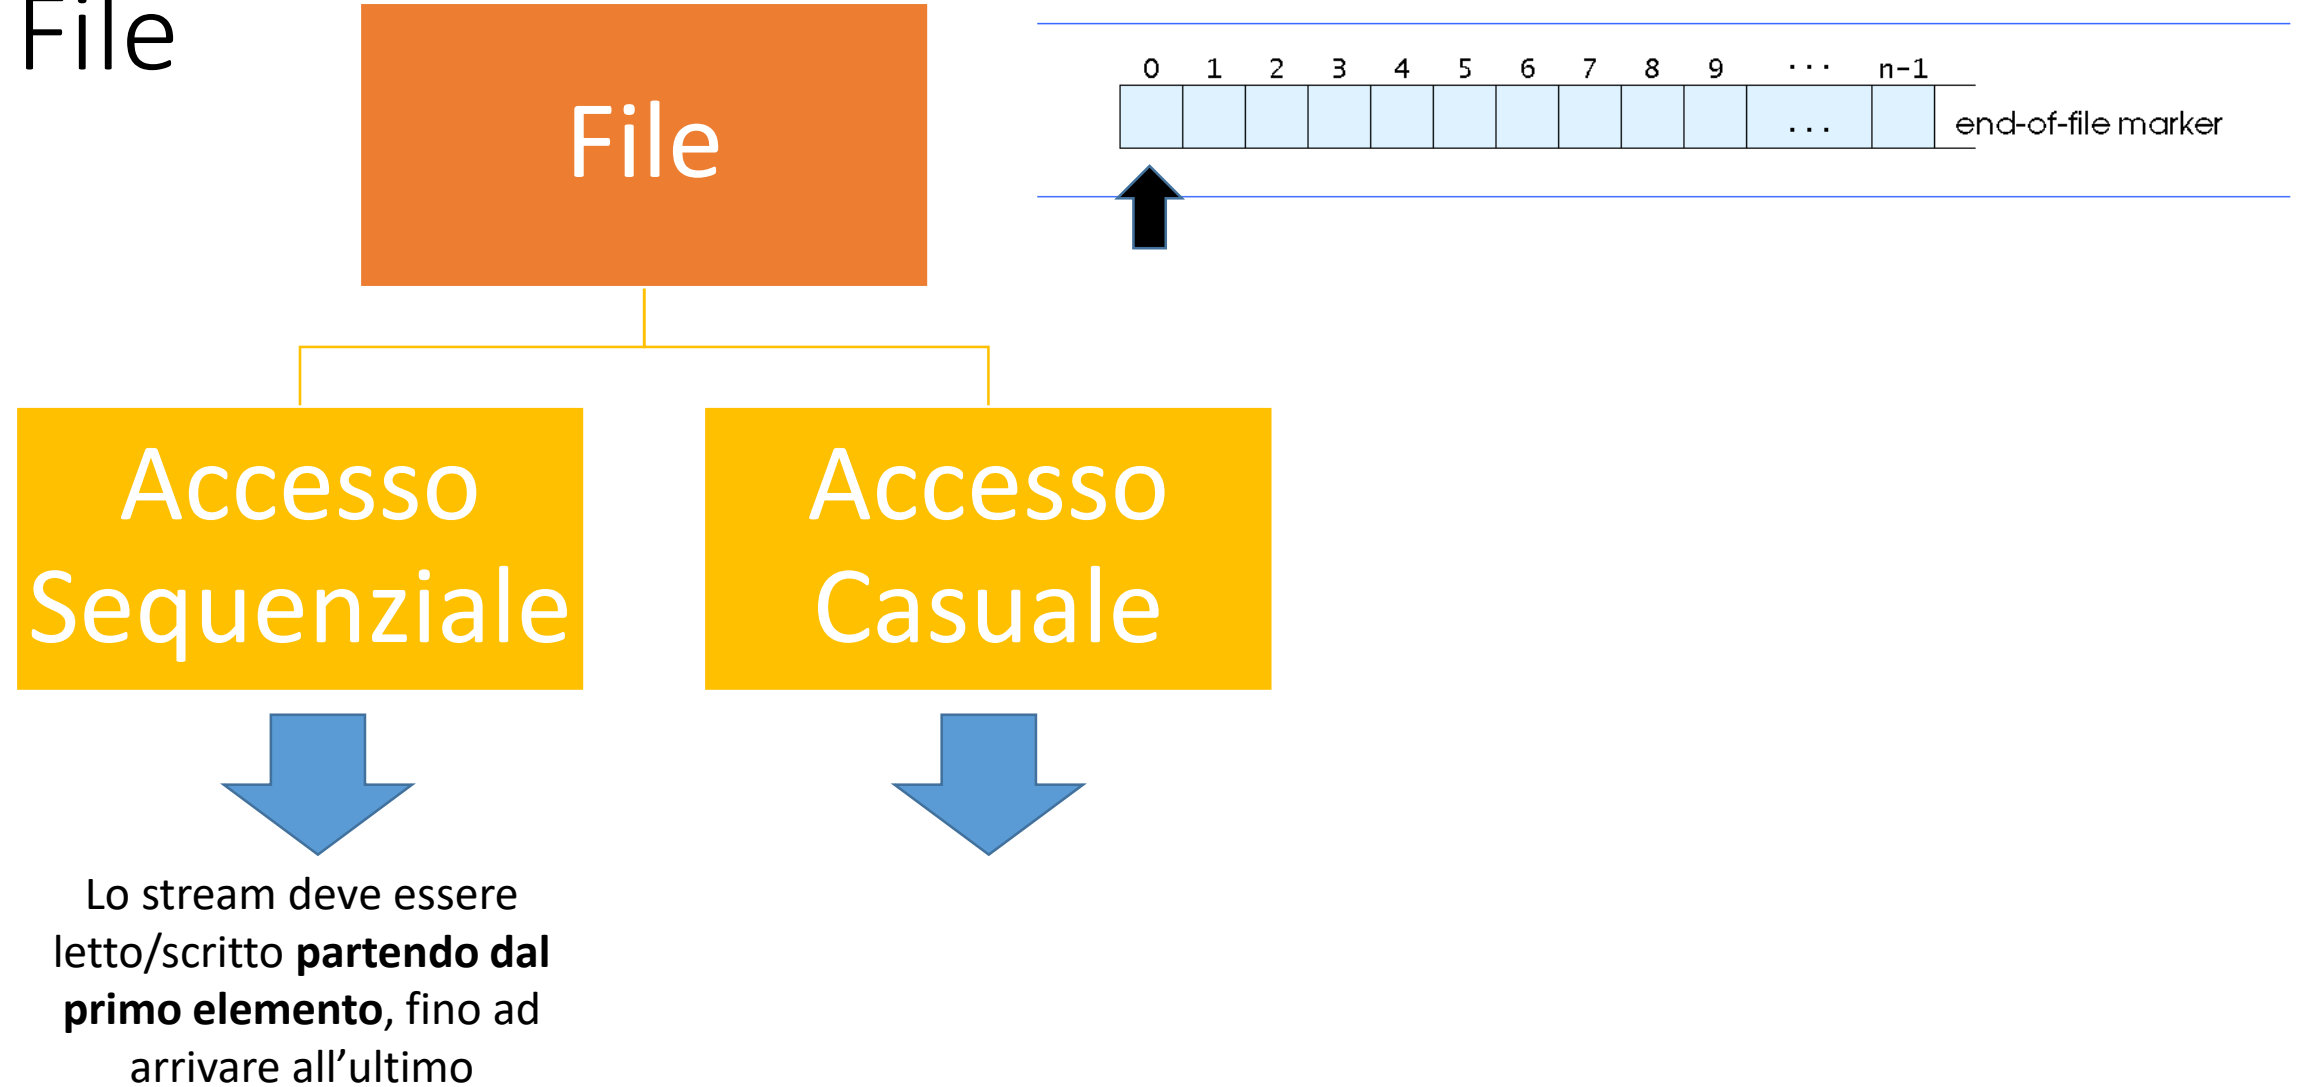 File
File
0 1 2 3 4 5 6 7 8 9 ... n-1
... end-of-file marker
Accesso
Sequenziale
Accesso
Casuale
Lo stream deve essere
letto/scritto partendo dal
primo elemento, fino ad
arrivare all’ultimo